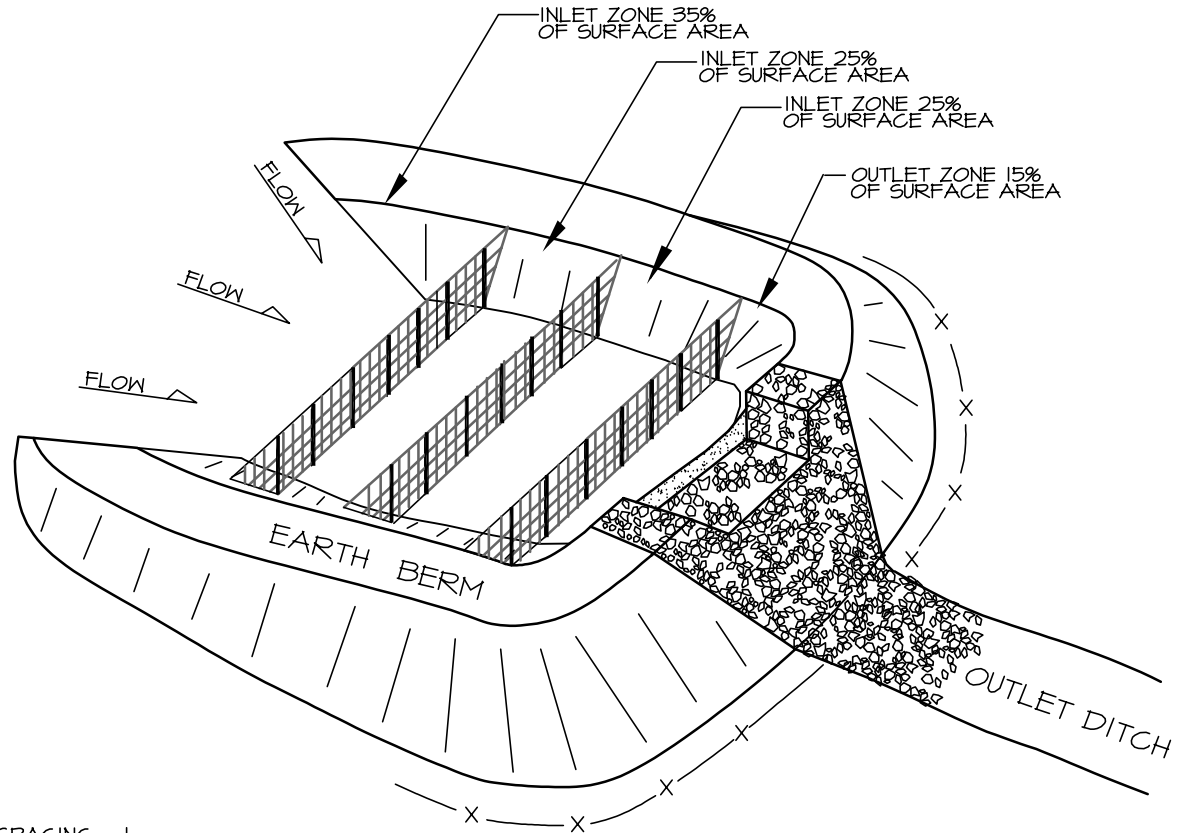 INLET ZONE 35%
OF SURFACE AREA
INLET ZONE 25%
OF SURFACE AREA
INLET ZONE 25%
OF SURFACE AREA
OUTLET ZONE 15%
OF SURFACE AREA
FLOW
FLOW
FLOW
EARTH BERM
OUTLET DITCH
X
X
X
X
X
X
X
X